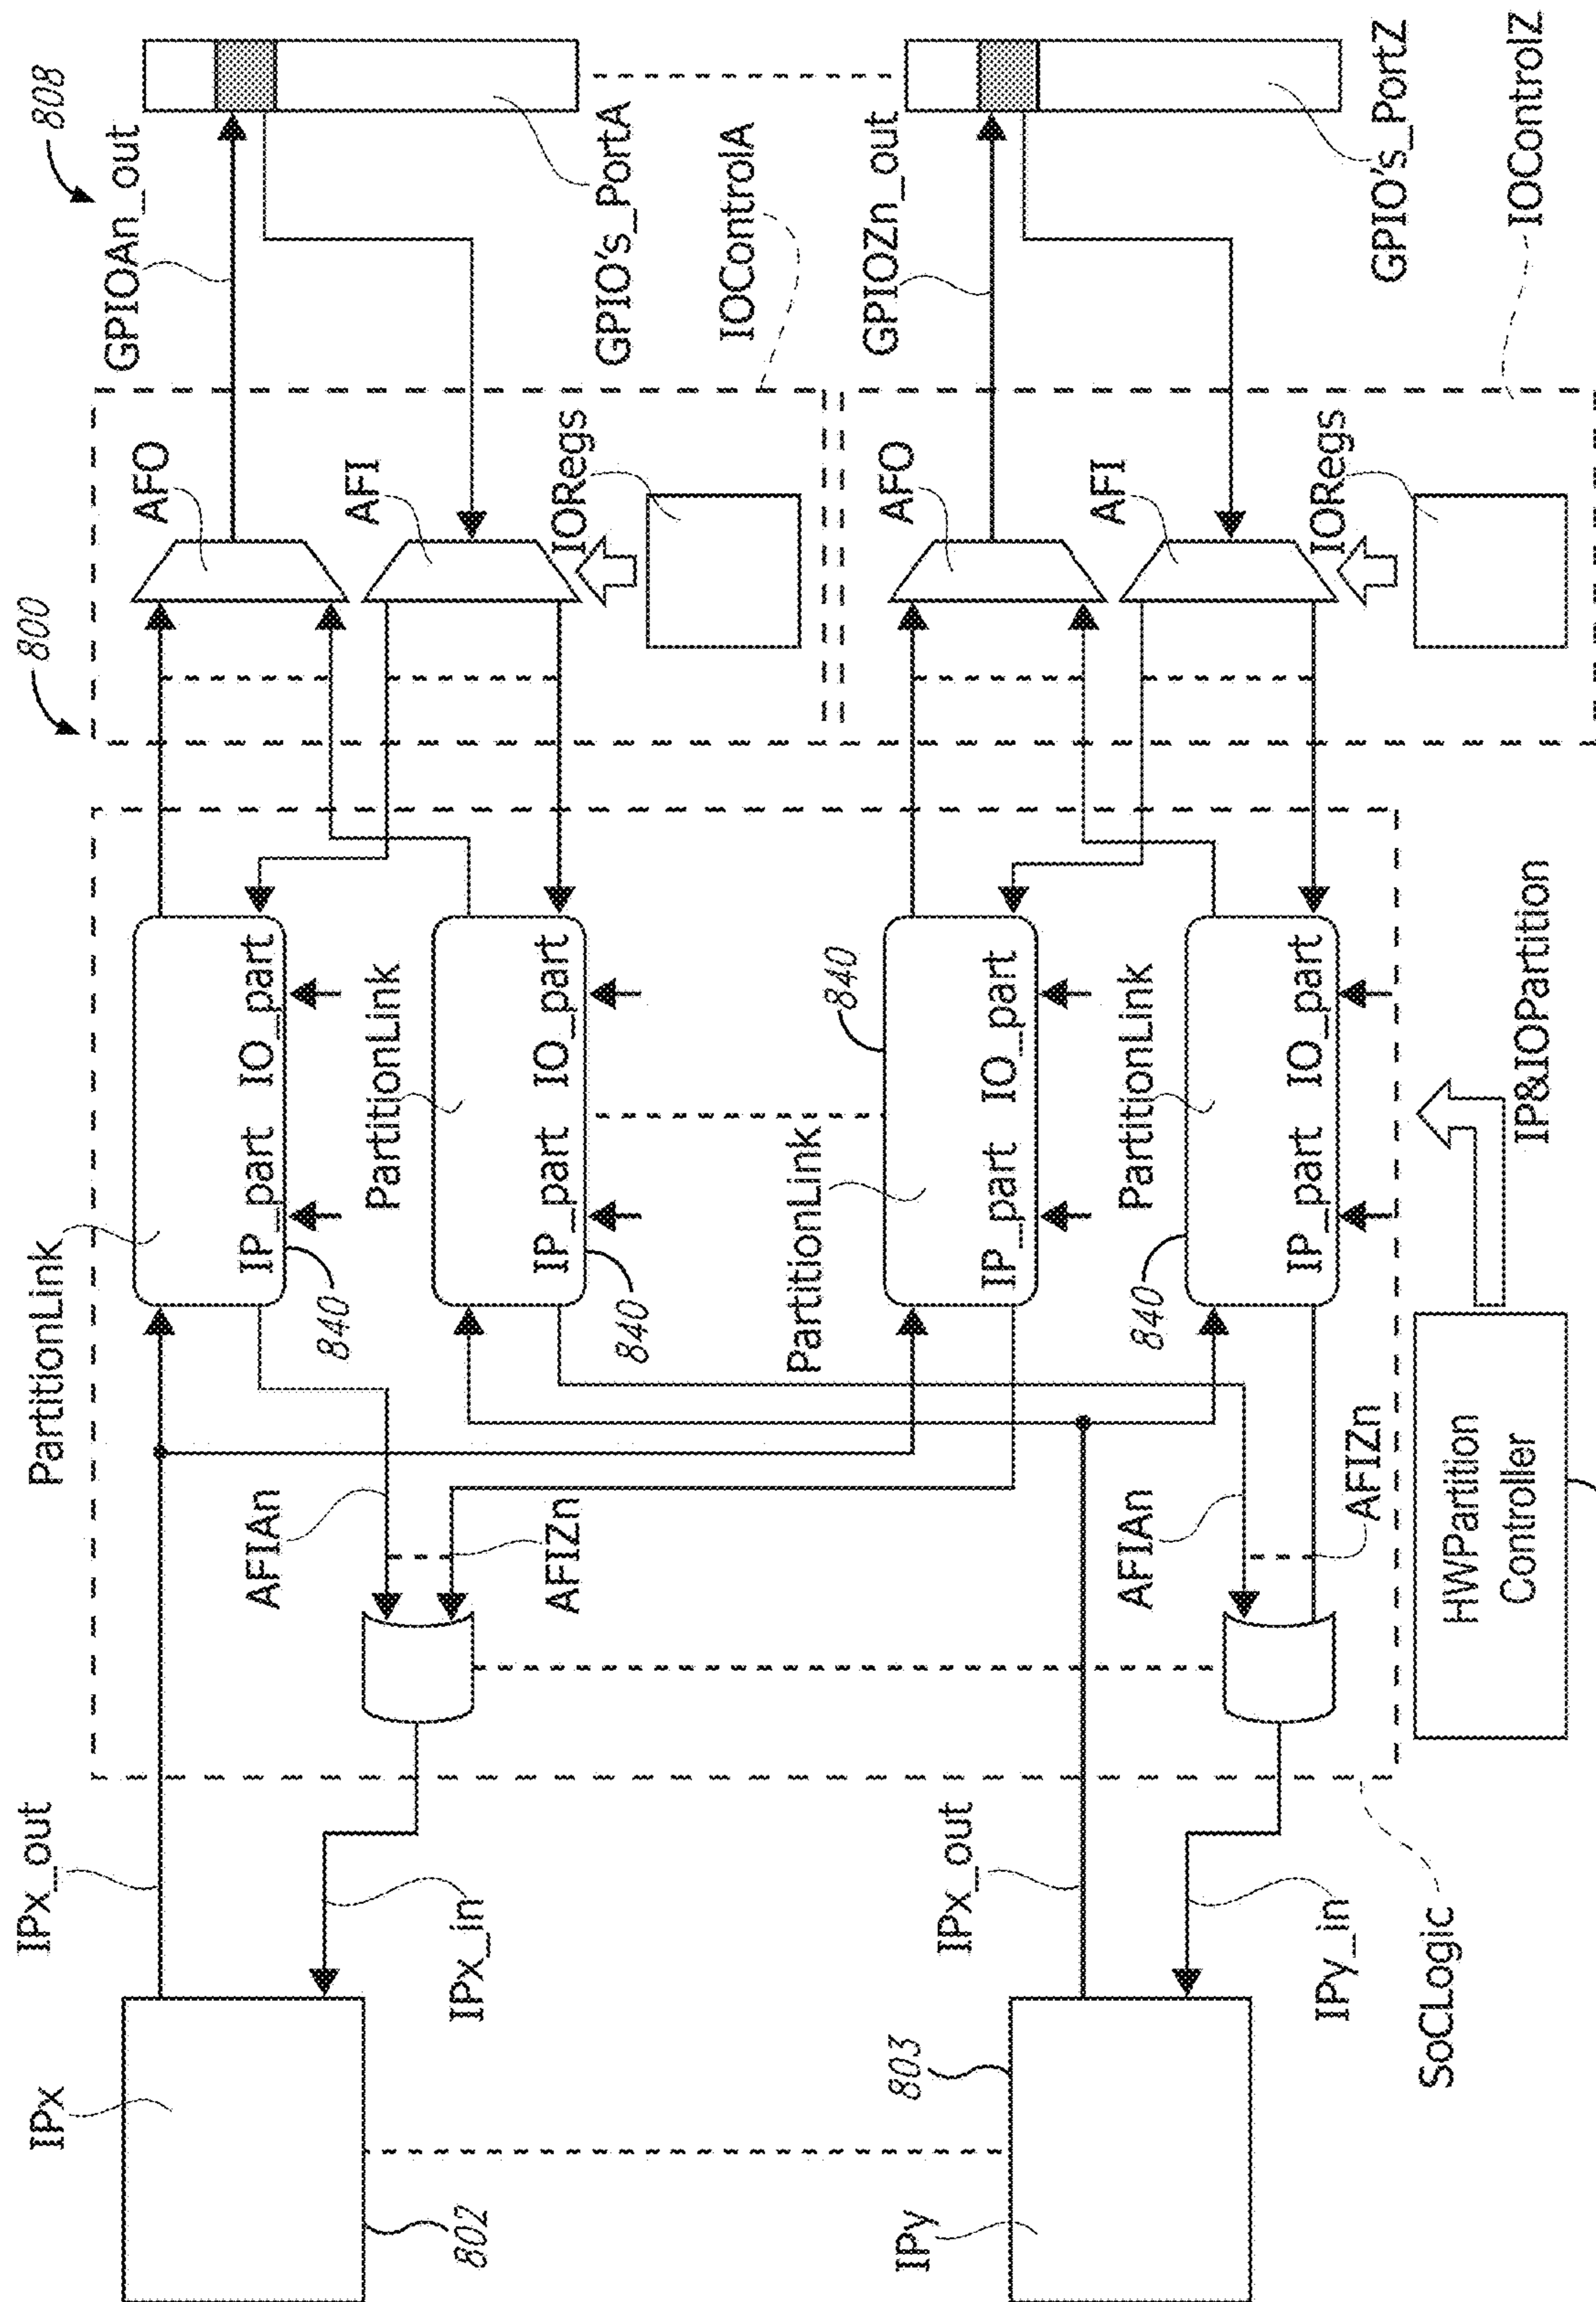 800
808
IPx
IPx_out
PartitionLink
802
IPx_in
AFIAn
AFIZn
840
IP_part IO_part
PartitionLink
840
IP_part IO_part
AFO
AFI
IORegs
GPIOAn_out
GPIO's_PortA
IOControlA
IPy
803
IPx_out
IPy_in
SoCLogic
AFIAn
AFIZn
PartitionLink
840
IP_part IO_part
PartitionLink
840
IP_part IO_part
AFO
AFI
IORegs
GPIOZn_out
GPIO's_PortZ
IOControlZ
HWPartition
Controller
IP&IOPartition